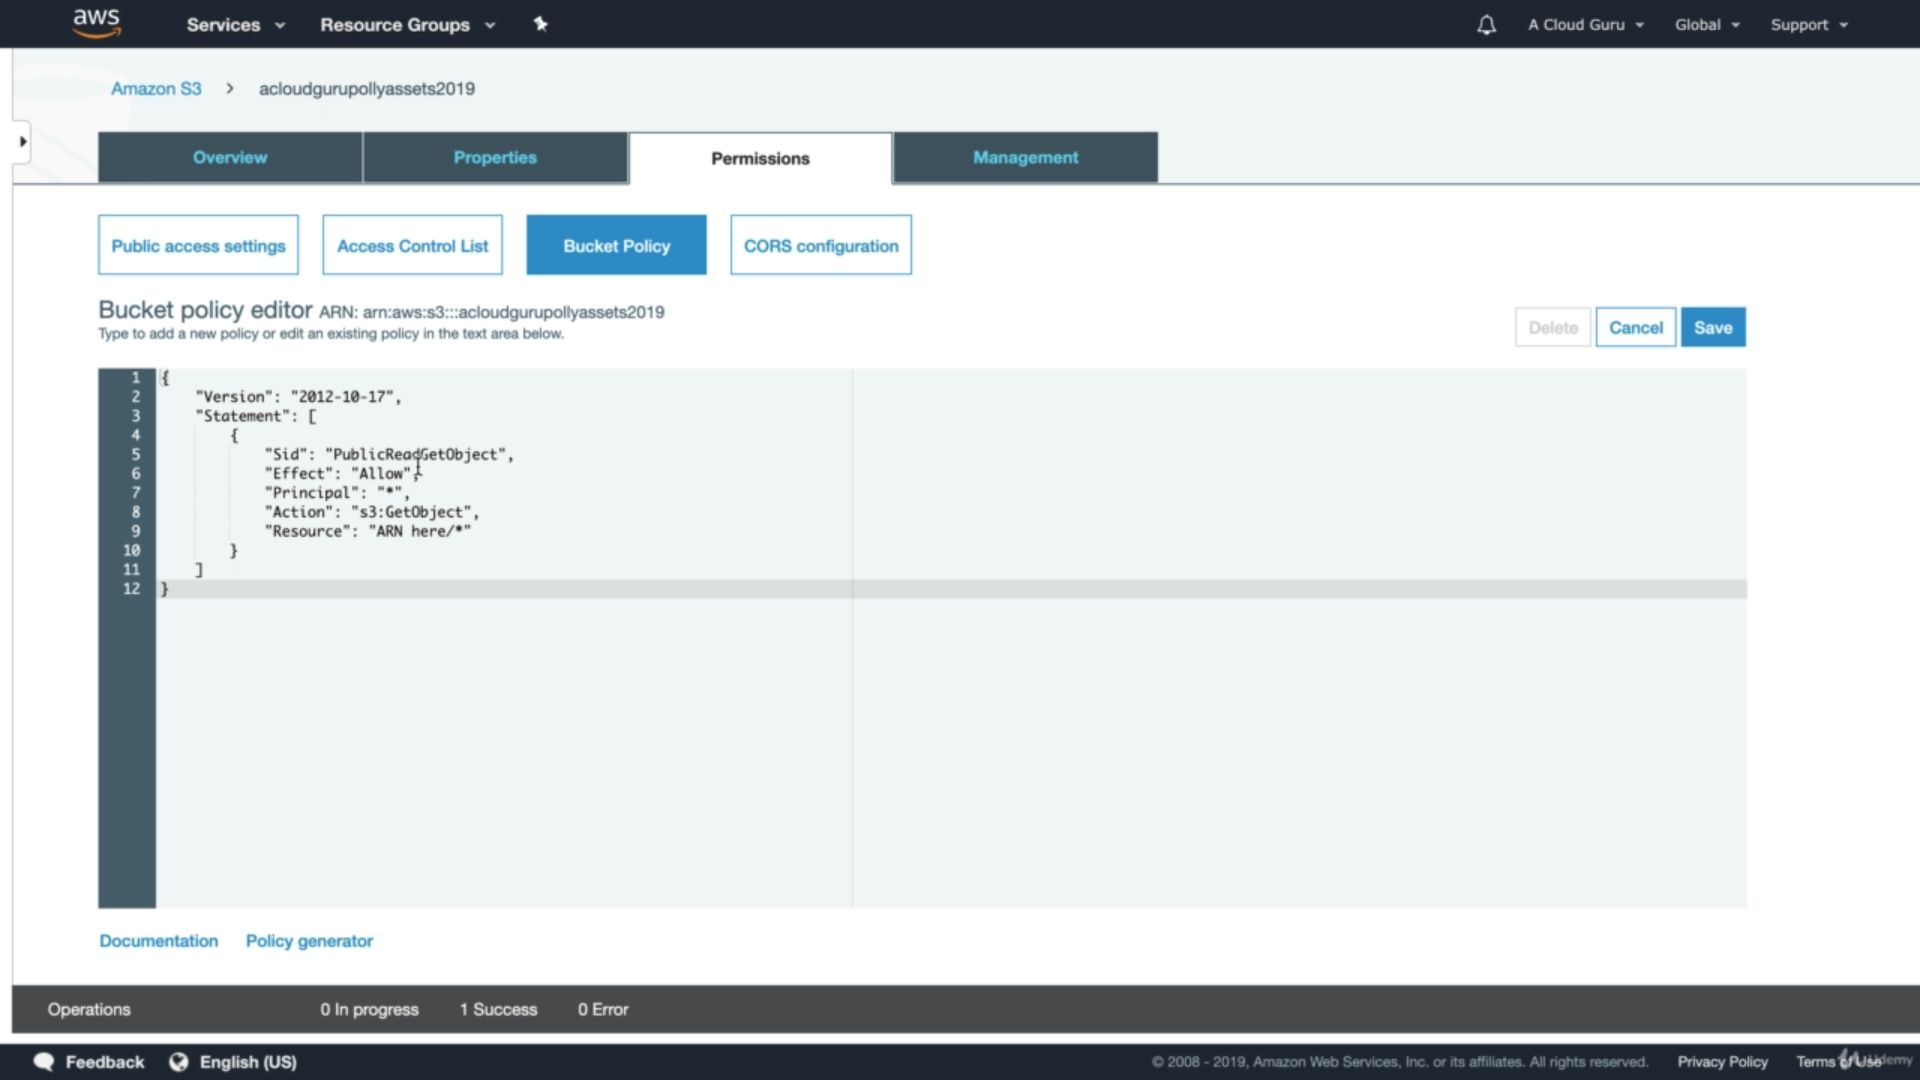 aws Services Resource Groups A Cloud Guru Global Support
Amazon S3 > acloudgurupollyassets2019
Overview Properties Permissions Management
Public access settings Access Control List Bucket Policy CORS configuration
Bucket policy editor ARN: arn:aws:s3:::acloudgurupollyassets2019
Type to add a new policy or edit an existing policy in the text area below.
Delete Cancel Save
1 {
2 "Version": "2012-10-17",
3 "Statement": [
4 {
5 "Sid": "PublicReadGetObject",
6 "Effect": "Allow",
7 "Principal": "*",
8 "Action": "s3:GetObject",
9 "Resource": "ARN here/*"
10 }
11 ]
12 }
Documentation Policy generator
Operations 0 In progress 1 Success 0 Error
Feedback English (US) © 2008 - 2019, Amazon Web Services, Inc. or its affiliates. All rights reserved. Privacy Policy Terms of Use
Udemy